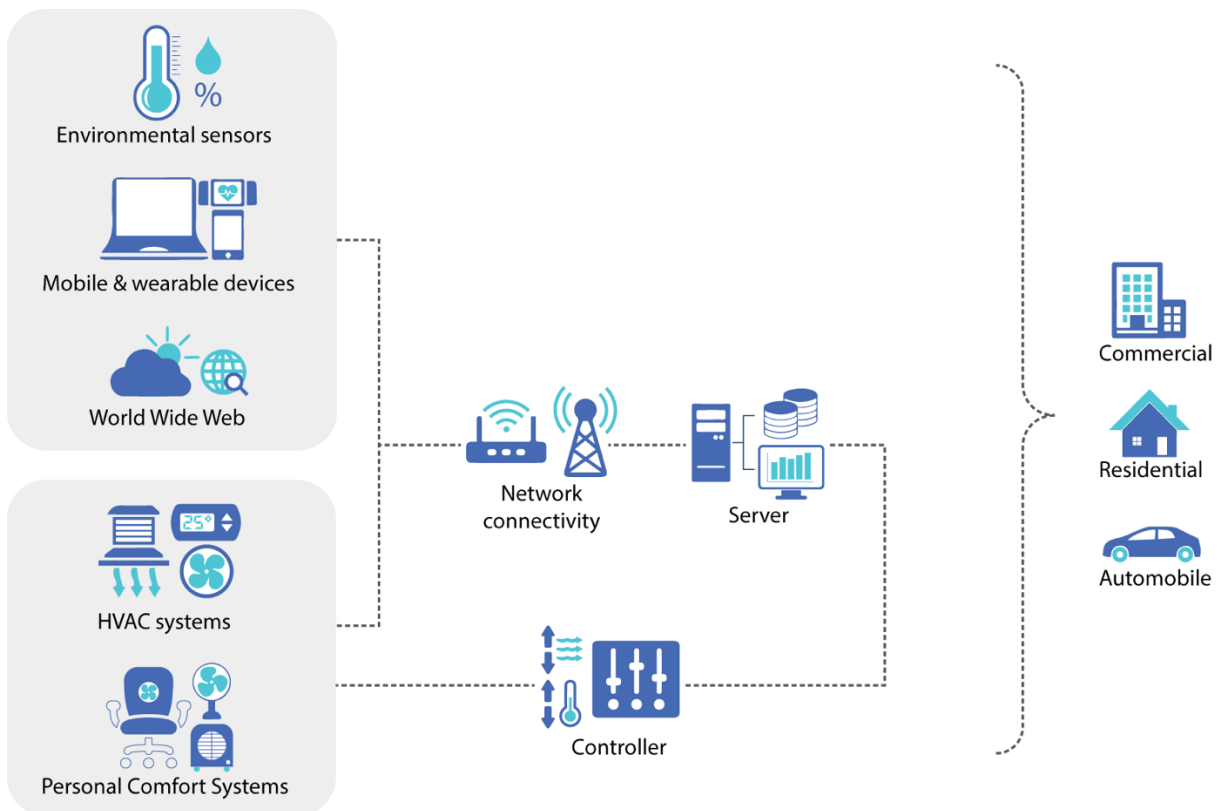 %
Environmental sensors
Mobile & wearable devices
World Wide Web
25°
HVAC systems
Personal Comfort Systems
Network
connectivity
Server
Controller
Commercial
Residential
Automobile